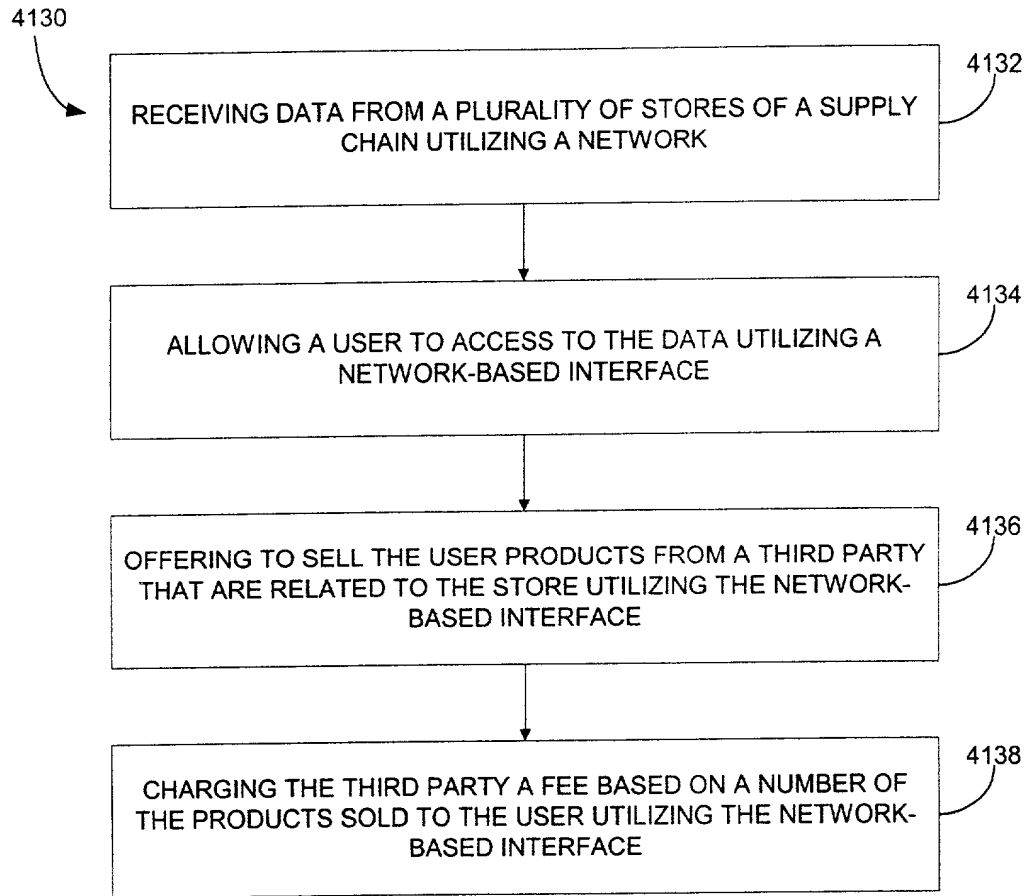 4130
4132
RECEIVING DATA FROM A PLURALITY OF STORES OF A SUPPLY
CHAIN UTILIZING A NETWORK
4134
ALLOWING A USER TO ACCESS TO THE DATA UTILIZING A
NETWORK-BASED INTERFACE
4136
OFFERING TO SELL THE USER PRODUCTS FROM A THIRD PARTY
THAT ARE RELATED TO THE STORE UTILIZING THE NETWORK-
BASED INTERFACE
4138
CHARGING THE THIRD PARTY A FEE BASED ON A NUMBER OF
THE PRODUCTS SOLD TO THE USER UTILIZING THE NETWORK-
BASED INTERFACE